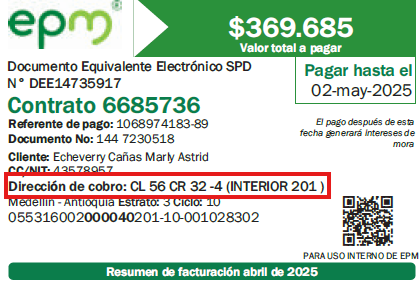 epm®
$369.685
Valor total a pagar
Documento Equivalente Electrónico SPD
N° DEE14735917
Pagar hasta el
02-may-2025
Contrato 6685736
Referente de pago: 1068974183-89
Documento No: 144 7230518
El pago después de esta
fecha generará intereses de
mora
Cliente: Echeverry Cañas Marly Astrid
CC/NIT: 43578957
Dirección de cobro: CL 56 CR 32 -4 (INTERIOR 201 )
Medellín - Antioquia Estrato: 3 Ciclo: 10
055316002000040201-10-001028302
PARA USO INTERNO DE EPM
Resumen de facturación abril de 2025